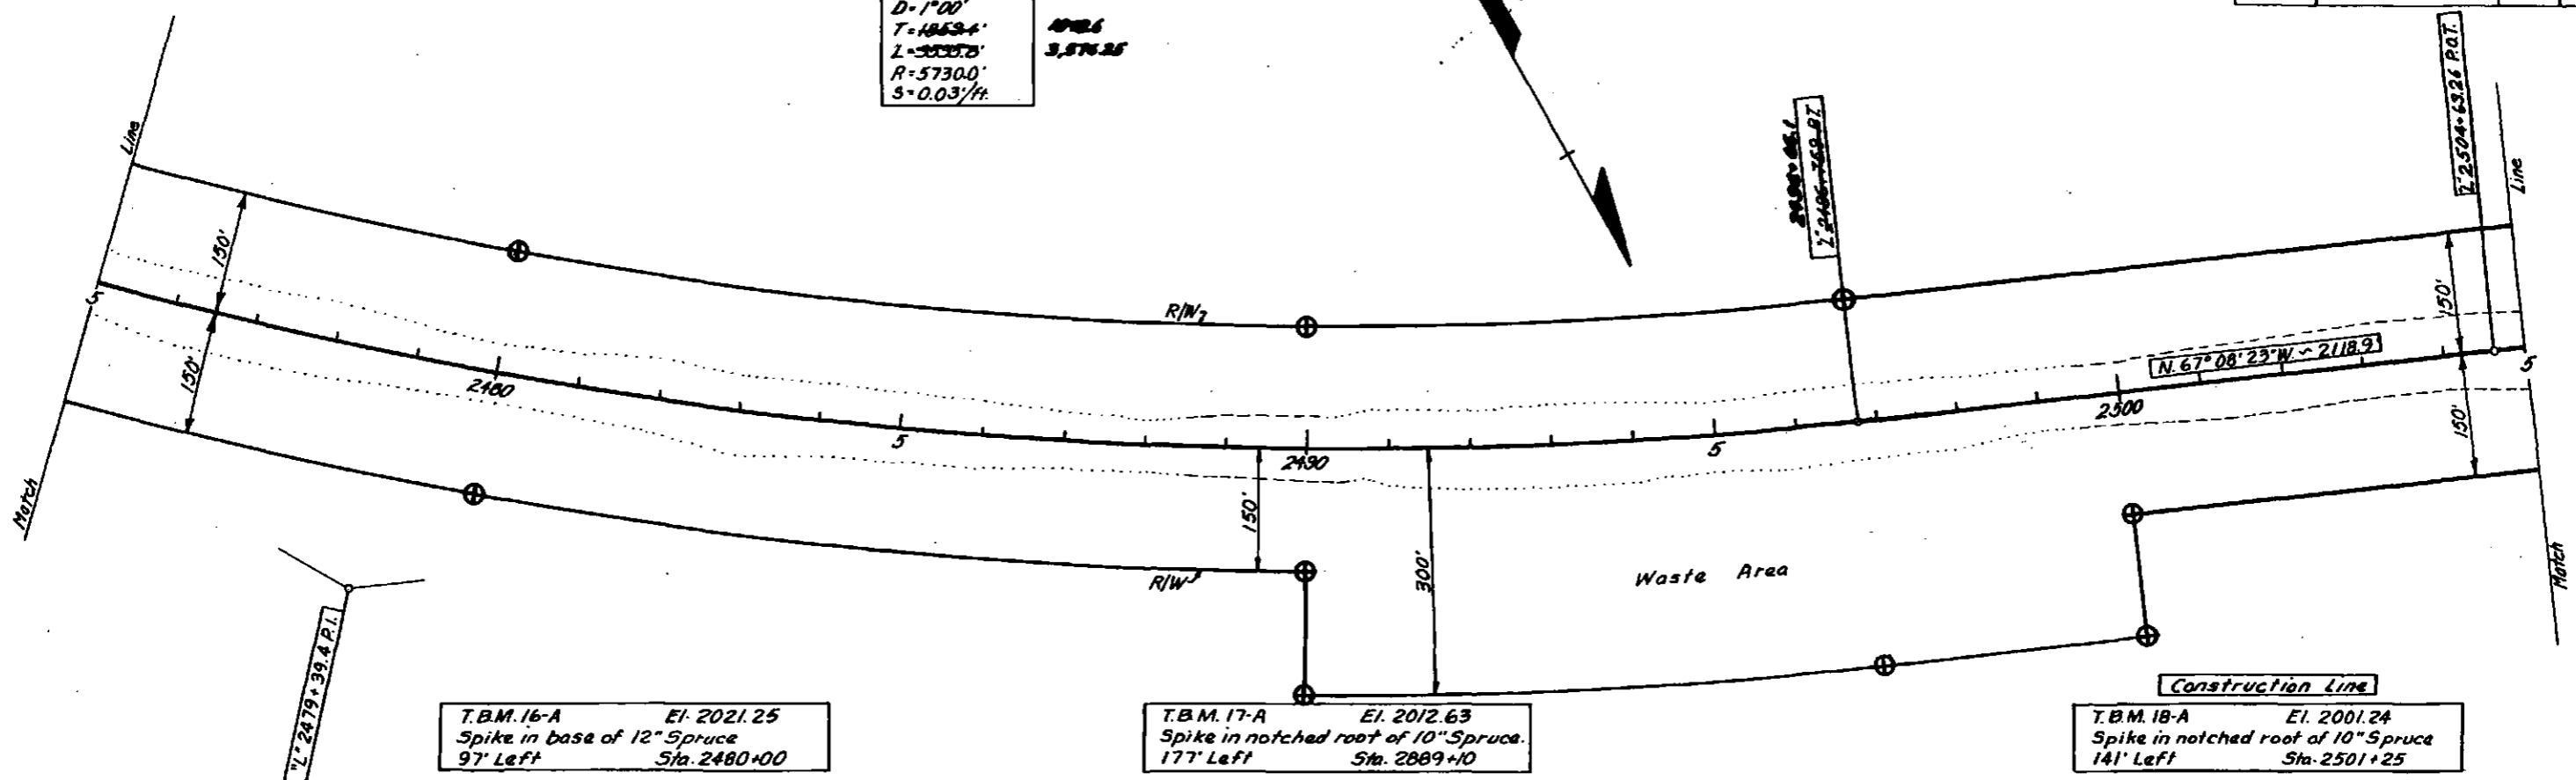 D=1°00'
T=1853.4'
R=5730.0'
S=0.03'/ft.
3,576.25
Line
150'
150'
5
Match
R/W
2480
5
2490
5
2500
5
R/W
150'
300'
Waste Area
N. 67° 08' 23" W. ~ 2118.9
"L" 2504+63.26 P.O.T.
Line
150'
150'
Match
"L" 2479+39.4 P.I.
T.B.M. 16-A El. 2021.25
Spike in base of 12" Spruce
97' Left Sta. 2480+00
T.B.M. 17-A El. 2012.63
Spike in notched root of 10" Spruce.
177' Left Sta. 2889+10
Construction Line
T.B.M. 18-A El. 2001.24
Spike in notched root of 10" Spruce
141' Left Sta. 2501+25